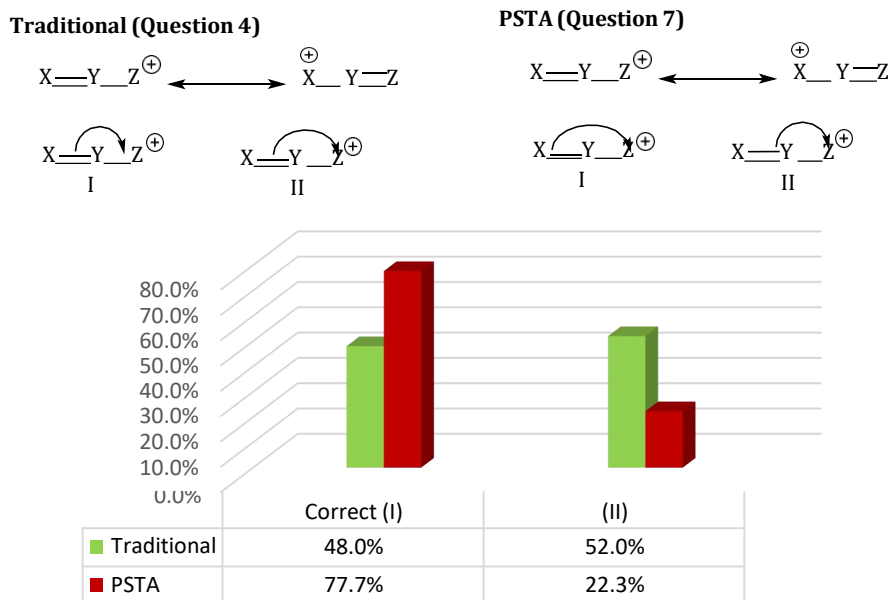 Traditional (Question 4)
PSTA (Question 7)
X Y Z ⊕
⊕
X Y Z
X Y Z ⊕
⊕
X Y Z
X Y Z ⊕
I
X Y Z ⊕
II
X Y Z ⊕
I
X Y Z ⊕
II
80.0%
70.0%
60.0%
50.0%
40.0%
30.0%
20.0%
10.0%
0.0%
Correct (I) (II)
Traditional 48.0% 52.0%
PSTA 77.7% 22.3%